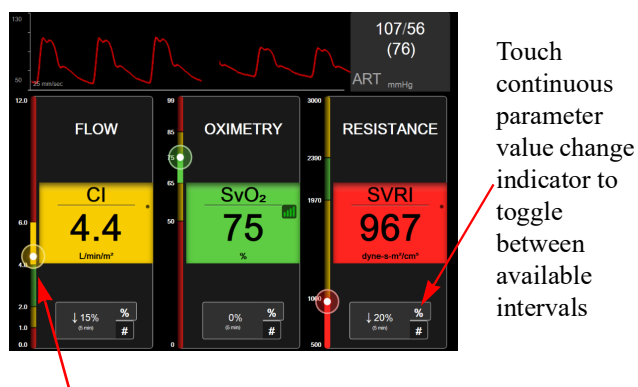 130
107/56
(76)
50
25 mm/sec
ART mmHg
12.0
FLOW
6.0
4.0
2.0
1.0
0.0
CI
4.4
L/min/m²
↓ 15%
(5 min)
%
#
99
OXIMETRY
85
75
65
50
0
SvO₂
75
%
0%
(5 min)
%
#
3000
RESISTANCE
2390
1970
1000
500
SVRI
967
dyne-s-m²/cm⁵
↓ 20%
(5 min)
%
#
Touch
continuous
parameter
value change
indicator to
toggle
between
available
intervals